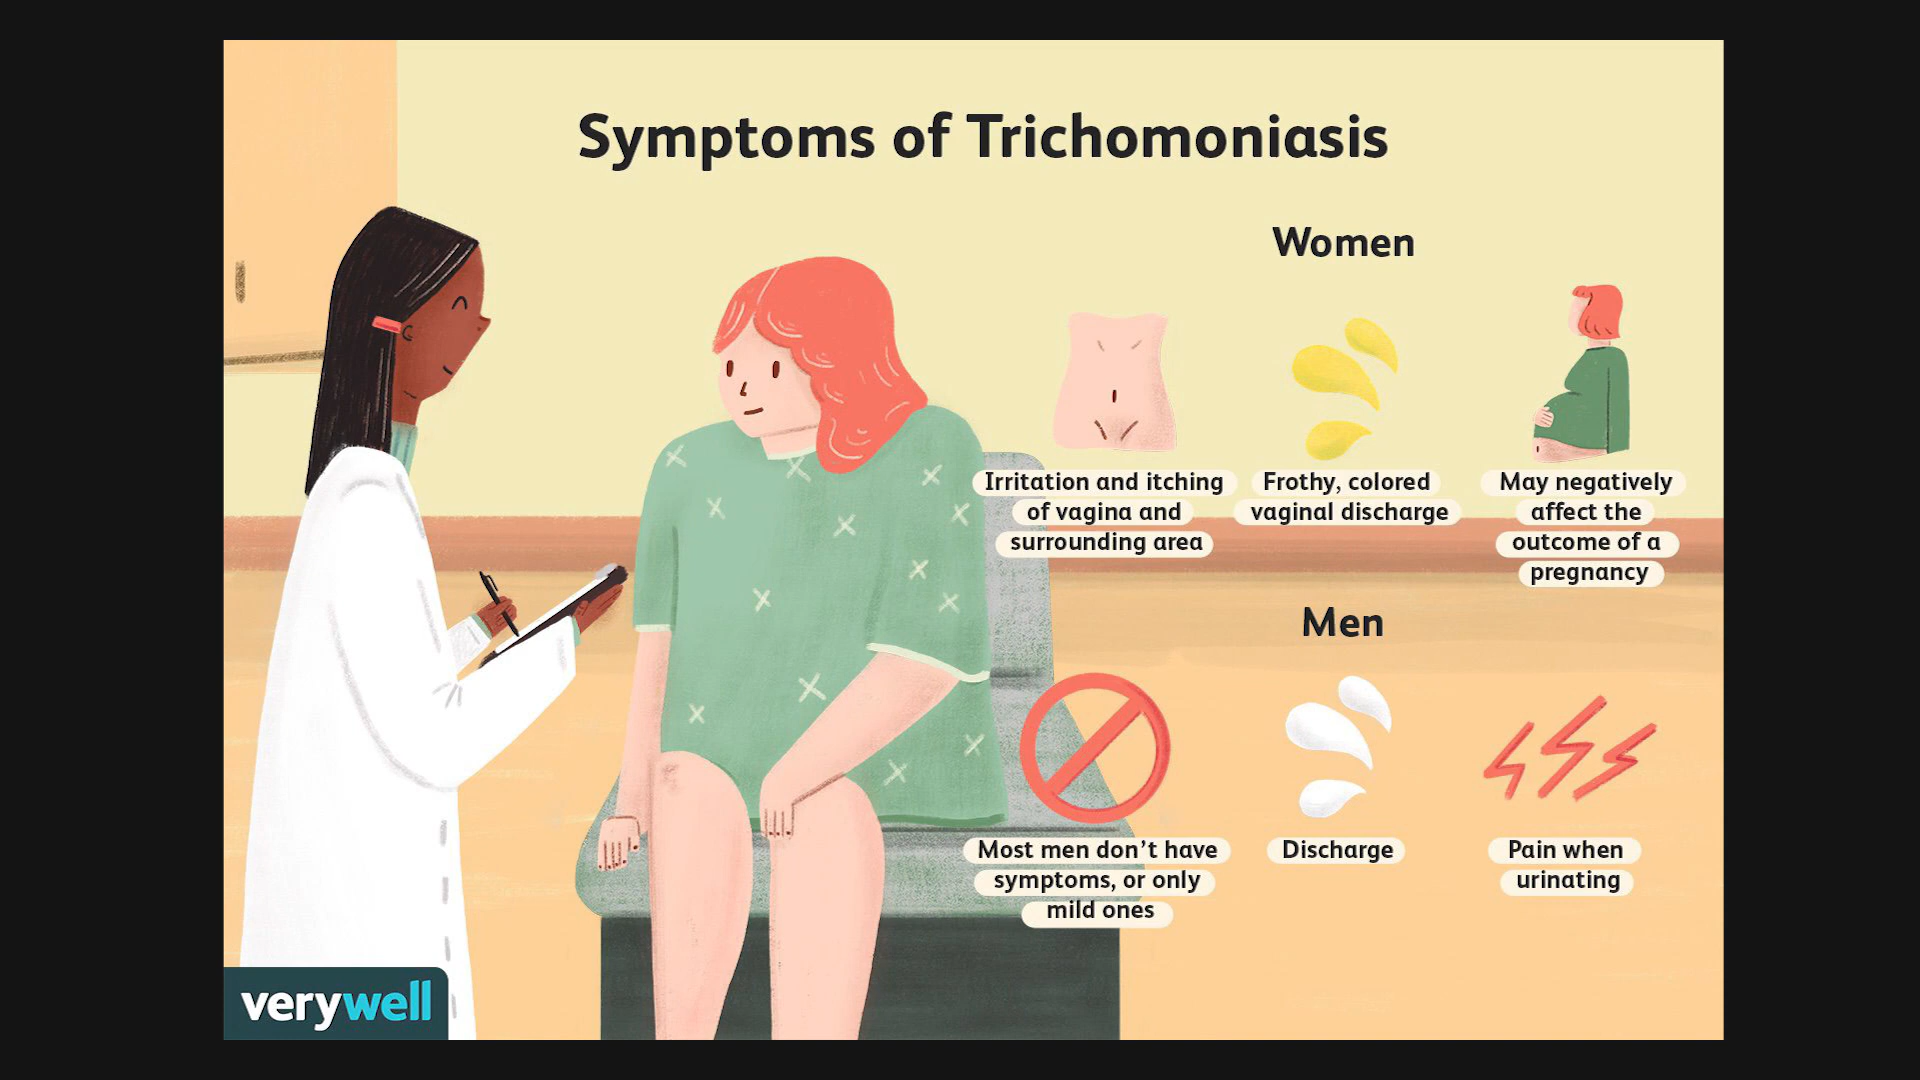 Symptoms of Trichomoniasis
Women
Irritation and itching
of vagina and
surrounding area
Frothy, colored
vaginal discharge
May negatively
affect the
outcome of a
pregnancy
Men
Most men don't have
symptoms, or only
mild ones
Discharge
Pain when
urinating
verywell